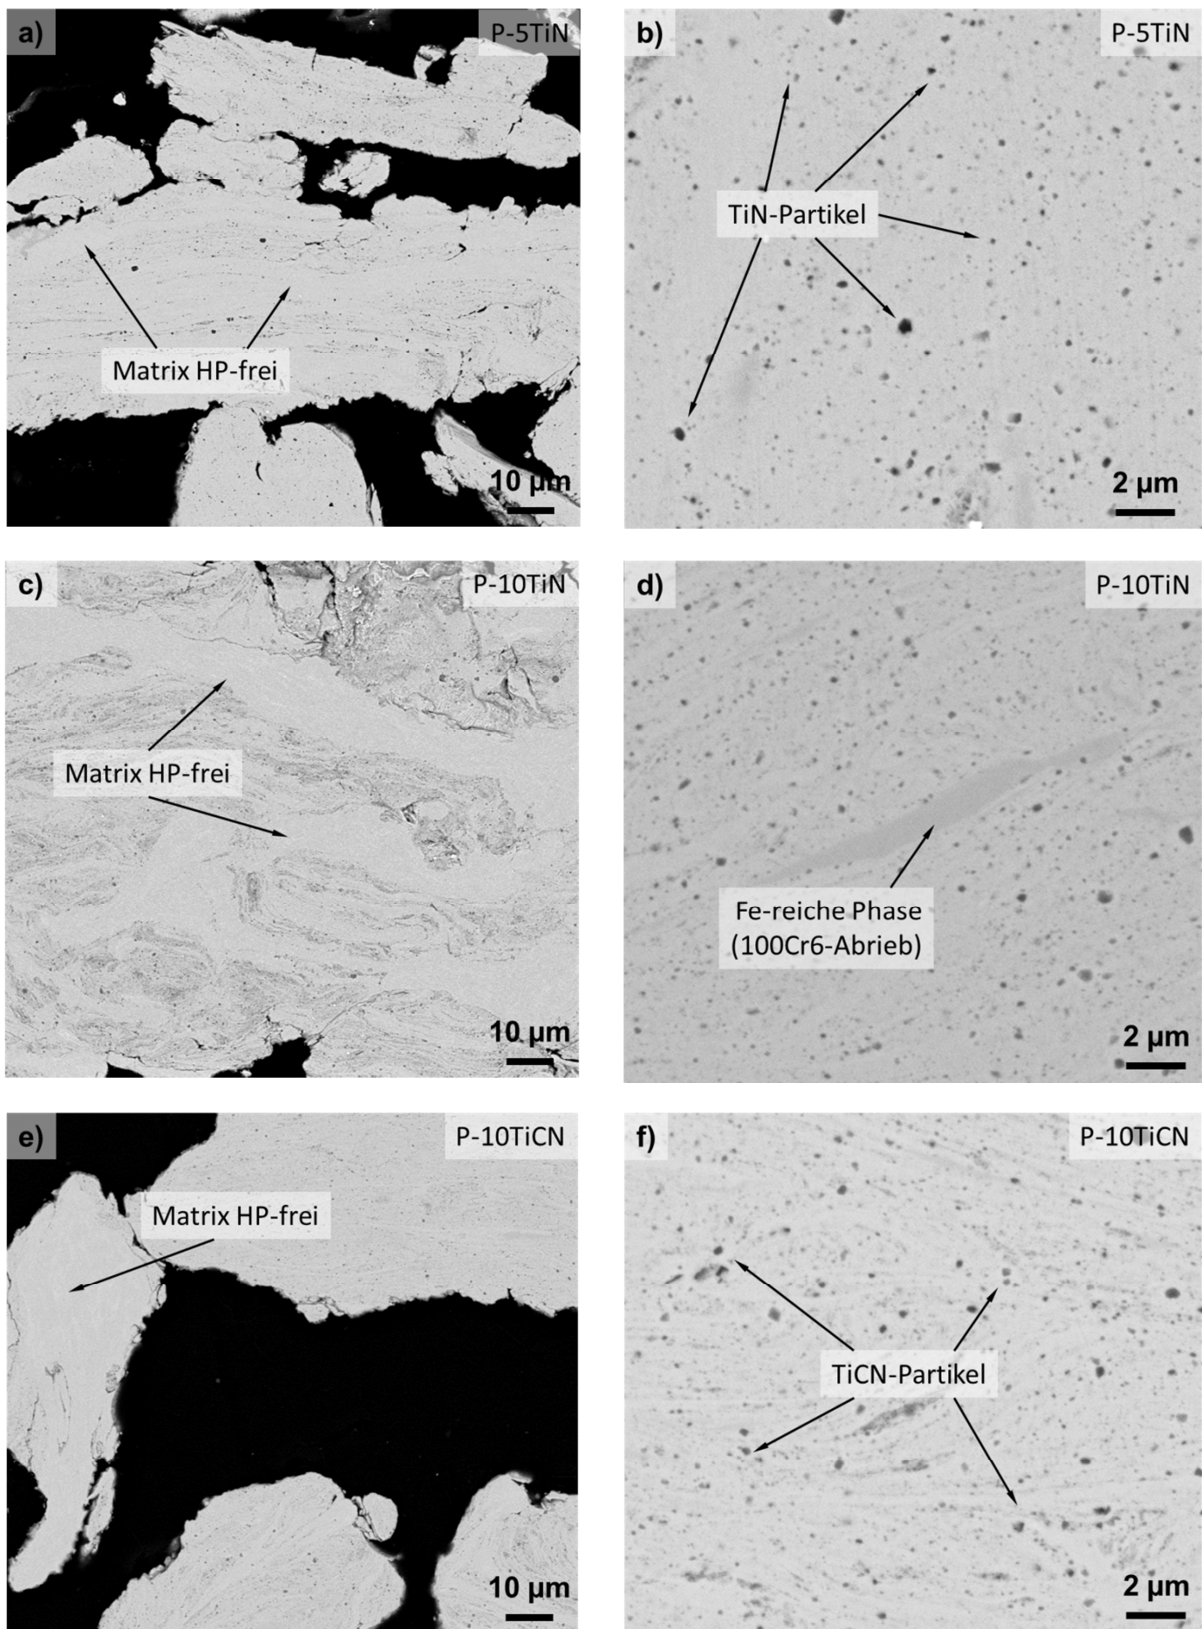 a)
P-5TiN
Matrix HP-frei
10 µm
b)
P-5TiN
TiN-Partikel
2 µm
c)
P-10TiN
Matrix HP-frei
10 µm
d)
P-10TiN
Fe-reiche Phase
(100Cr6-Abrieb)
2 µm
e)
P-10TiCN
Matrix HP-frei
10 µm
f)
P-10TiCN
TiCN-Partikel
2 µm